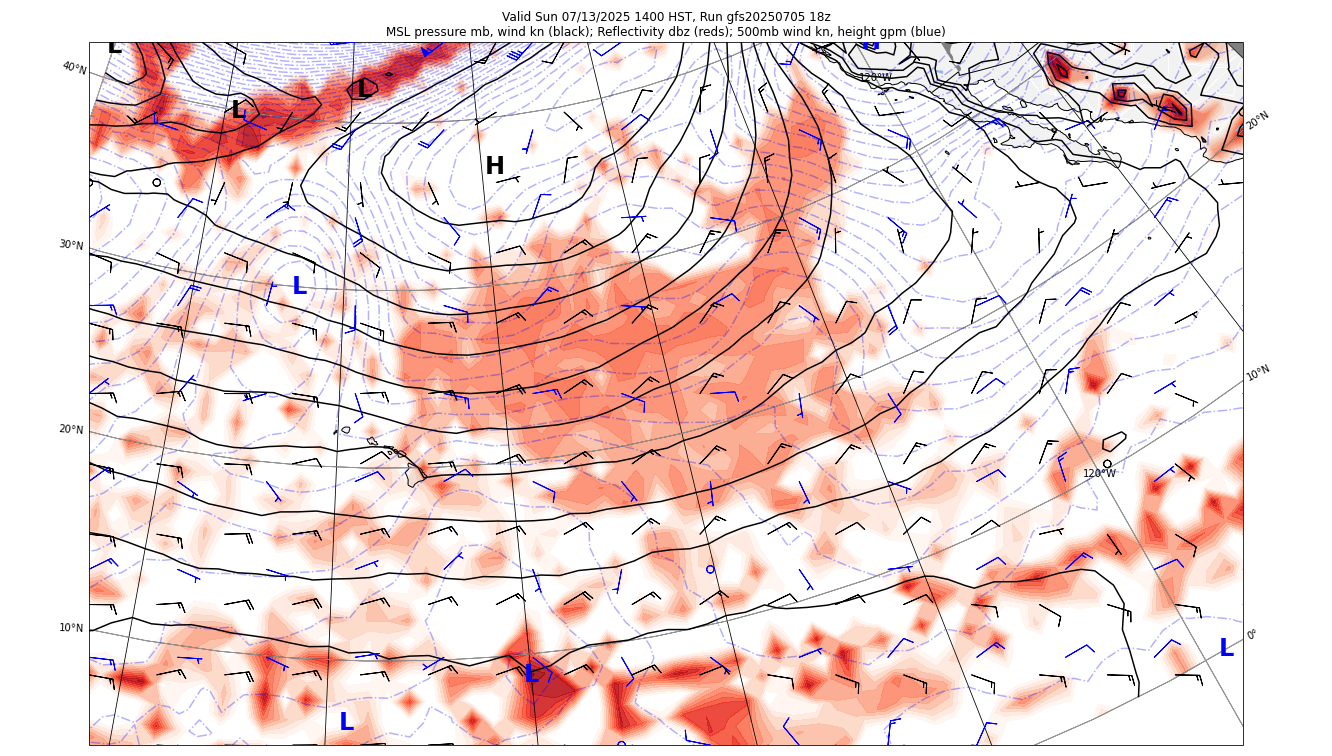 Valid Sun 07/13/2025 1400 HST, Run gfs20250705 18z
MSL pressure mb, wind kn (black); Reflectivity dbz (reds); 500mb wind kn, height gpm (blue)
L
H
40°N
120°W
L
L
20°N
H
30°N
L
10°N
20°N
120°W
10°N
0°
L
L
L